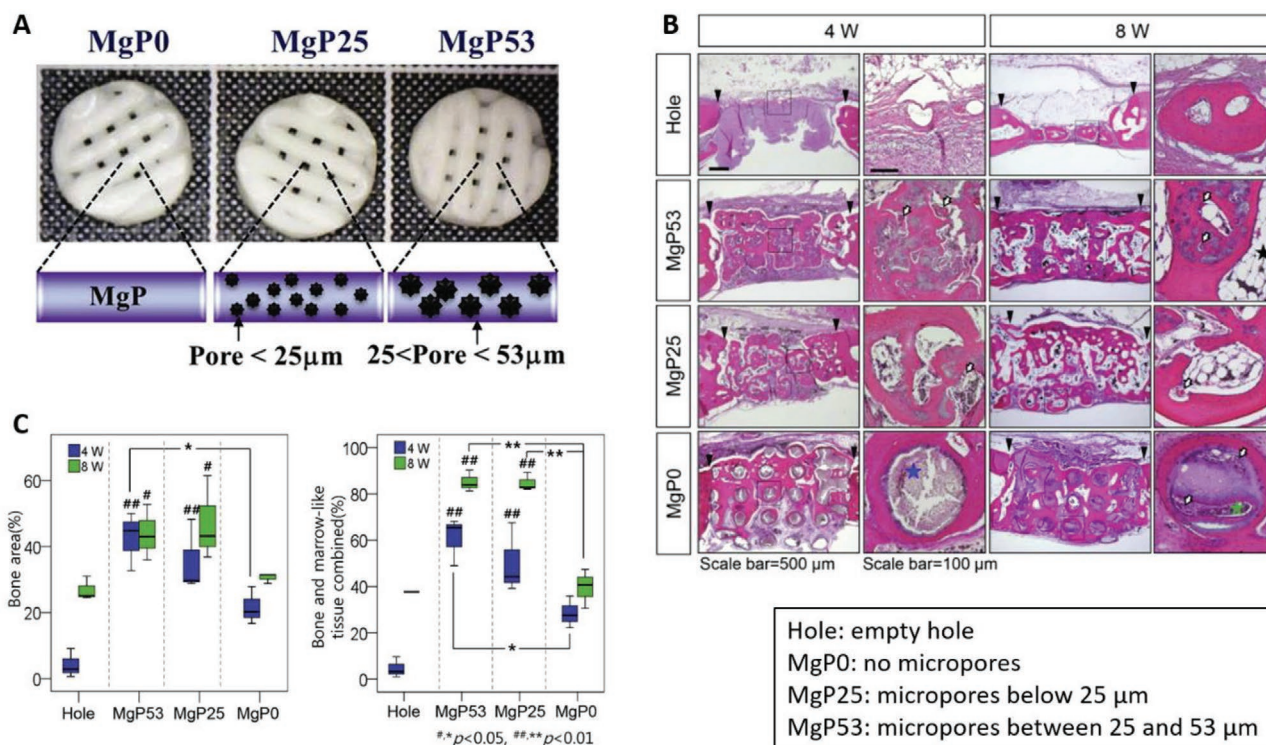 A
MgP0 MgP25 MgP53
MgP
Pore < 25μm 25<Pore < 53μm
B
4 W 8 W
Hole
MgP53
MgP25
MgP0
Scale bar=500 μm Scale bar=100 μm
C
4 W
8 W
Bone area(%)
60
40
20
0
*
## # ## #
Hole MgP53 MgP25 MgP0
4 W
8 W
Bone and marrow-like
tissue combined(%)
100
80
60
40
20
0
**
**
## ##
## ##
*
Hole MgP53 MgP25 MgP0
#,*p<0.05, ##,**p<0.01
Hole: empty hole
MgP0: no micropores
MgP25: micropores below 25 μm
MgP53: micropores between 25 and 53 μm